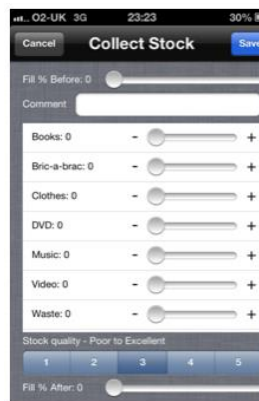 O2-UK 3G 23:23 30%
Cancel Collect Stock Save
Fill % Before: 0
Comment
Books: 0 - +
Bric-a-brac: 0 - +
Clothes: 0 - +
DVD: 0 - +
Music: 0 - +
Video: 0 - +
Waste: 0 - +
Stock quality - Poor to Excellent
1 2 3 4 5
Fill % After: 0